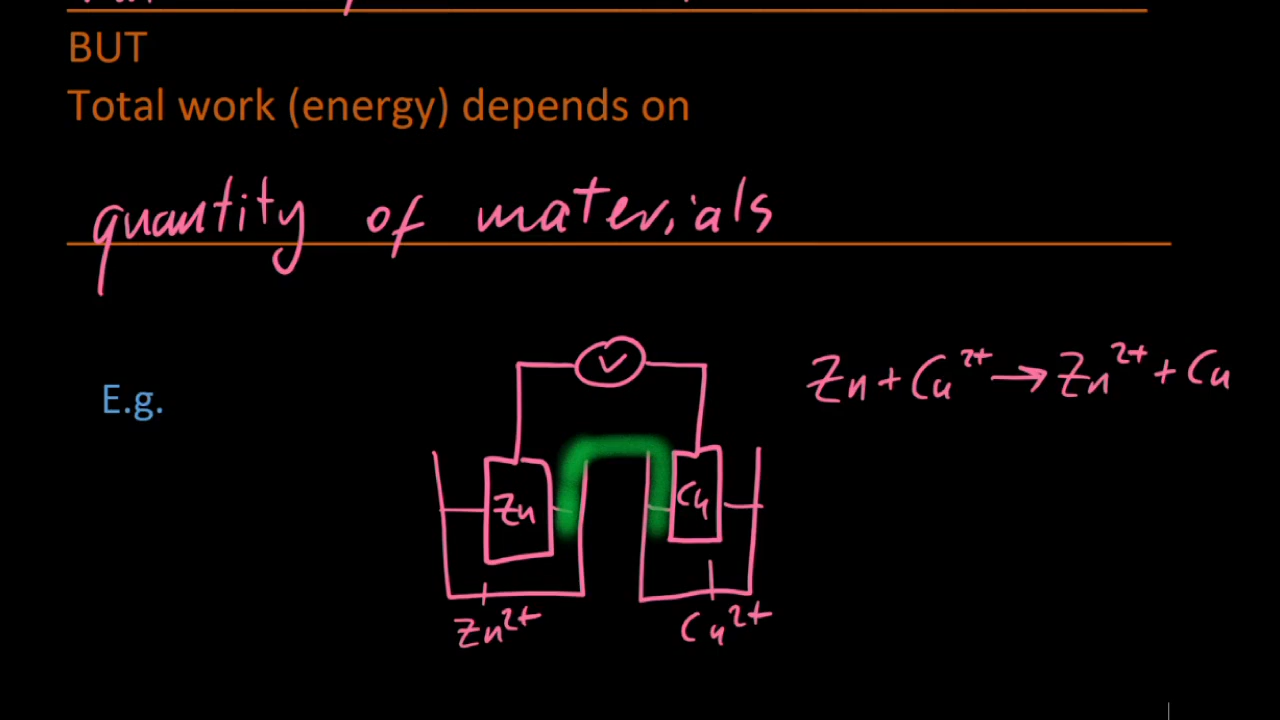 BUT
Total work (energy) depends on
quantity of materials
E.g.
V
Zn + Cu²⁺ → Zn²⁺ + Cu
Zn
Cu
Zn²⁺
Cu²⁺